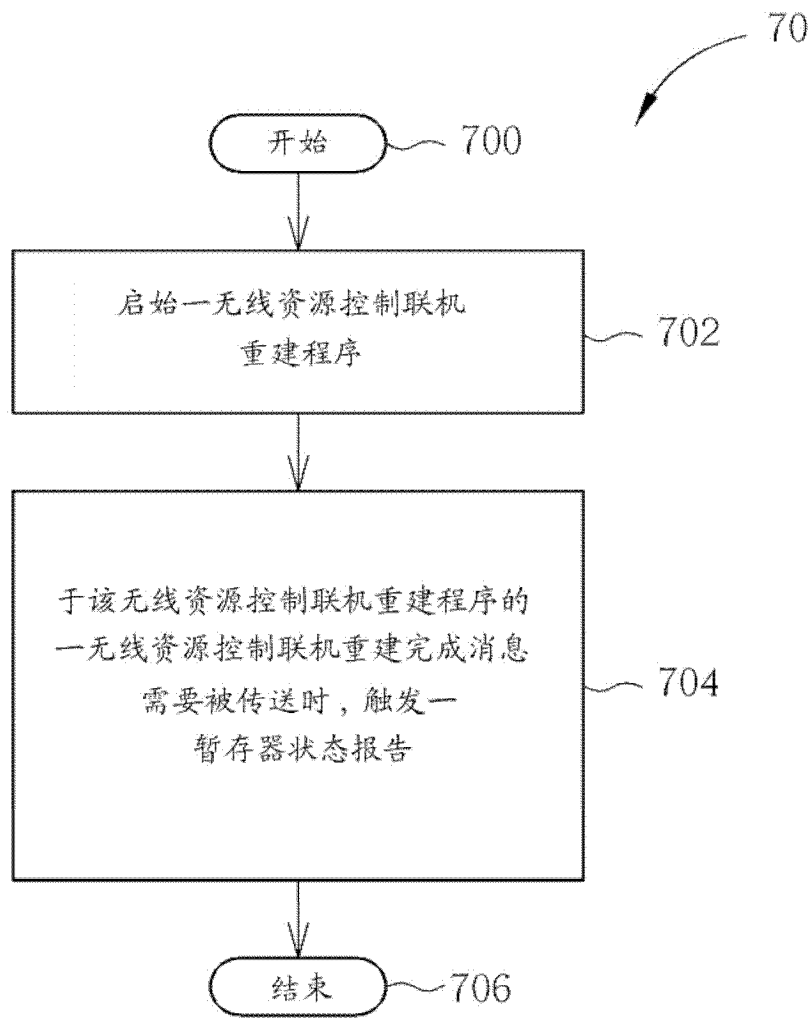 70
开始
700
启始一无线资源控制联机
重建程序
702
于该无线资源控制联机重建程序的
一无线资源控制联机重建完成消息
需要被传送时,触发一
暂存器状态报告
704
结束
706